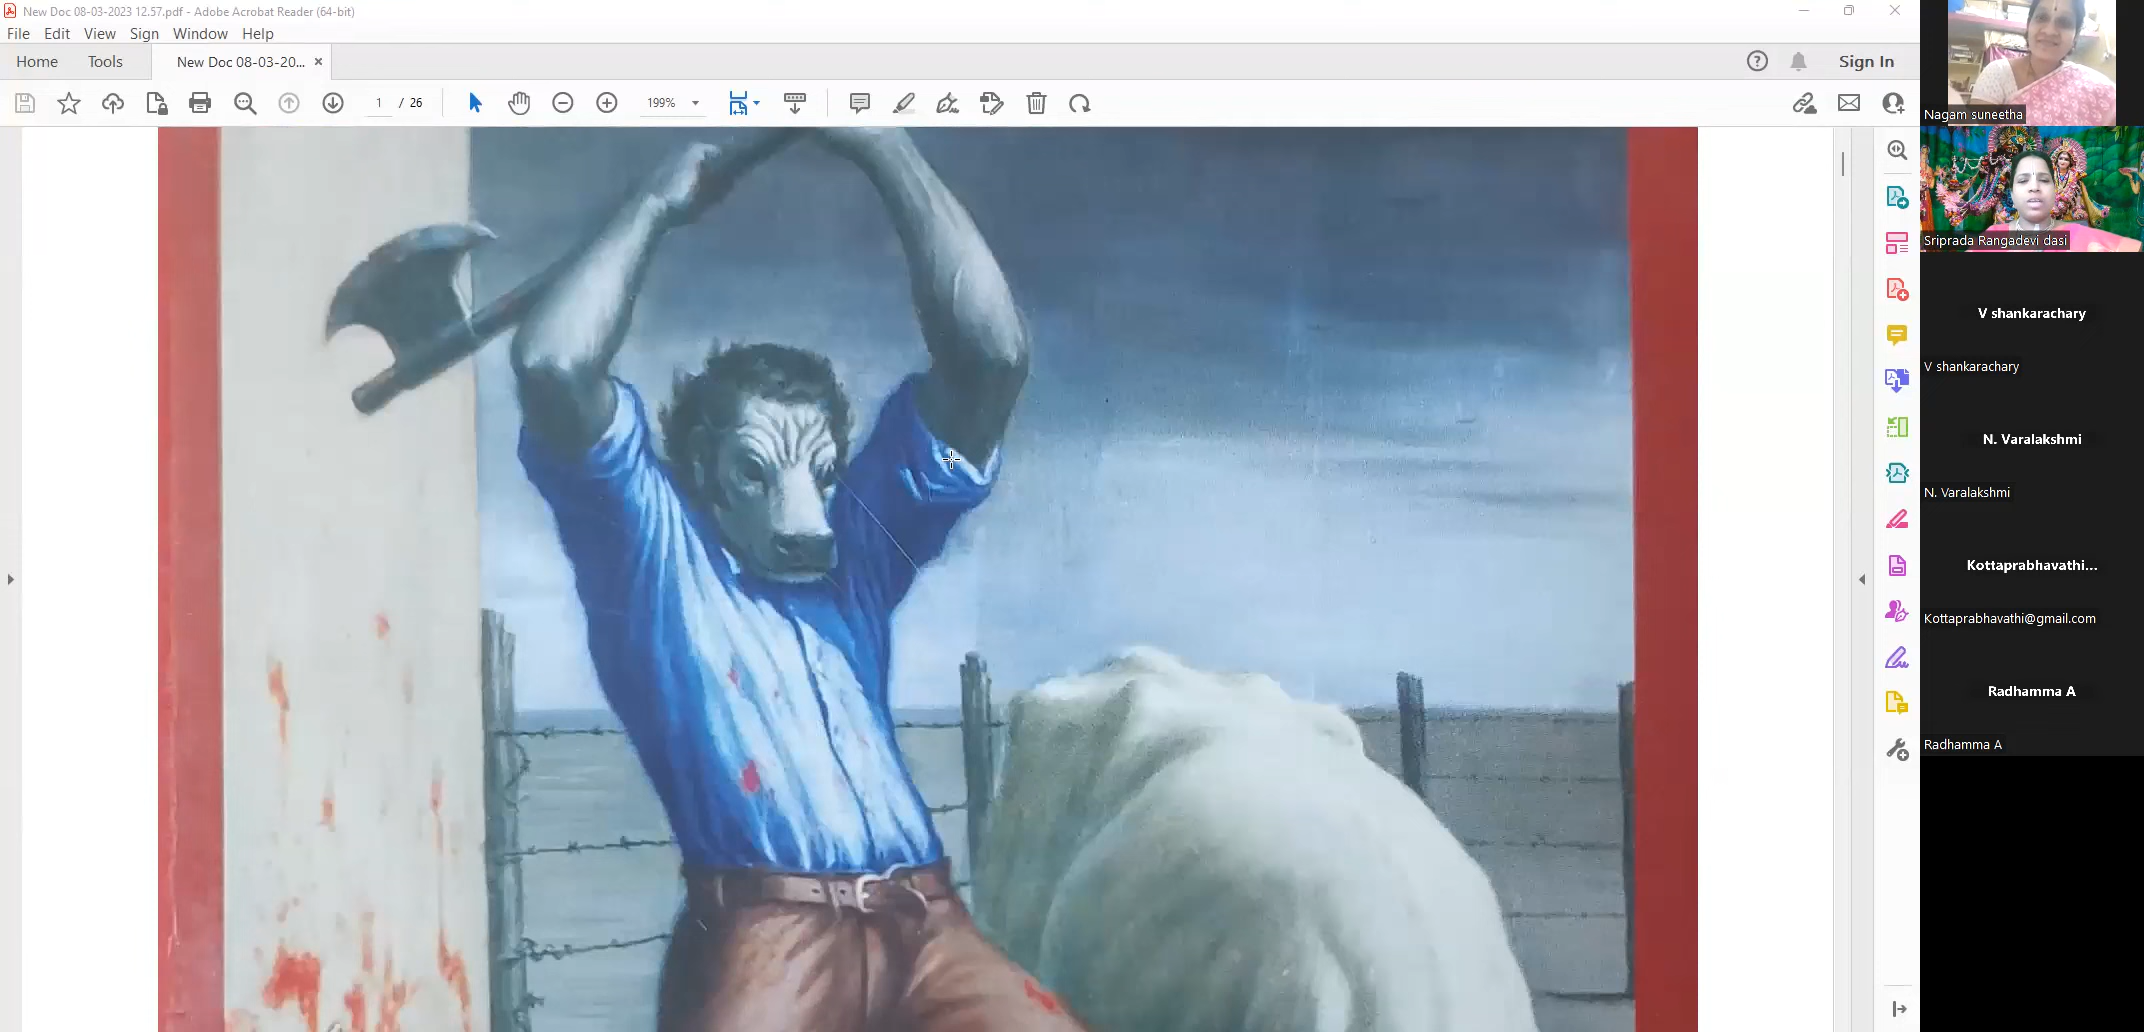 New Doc 08-03-2023 12.57.pdf - Adobe Acrobat Reader (64-bit)
File Edit View Sign Window Help
Home Tools New Doc 08-03-20... ×
? Sign In
1 / 26 199%
Nagam suneetha
Sriprada Rangadevi dasi
V shankarachary
V shankarachary
N. Varalakshmi
N. Varalakshmi
Kottaprabhavathi...
Kottaprabhavathi@gmail.com
Radhamma A
Radhamma A